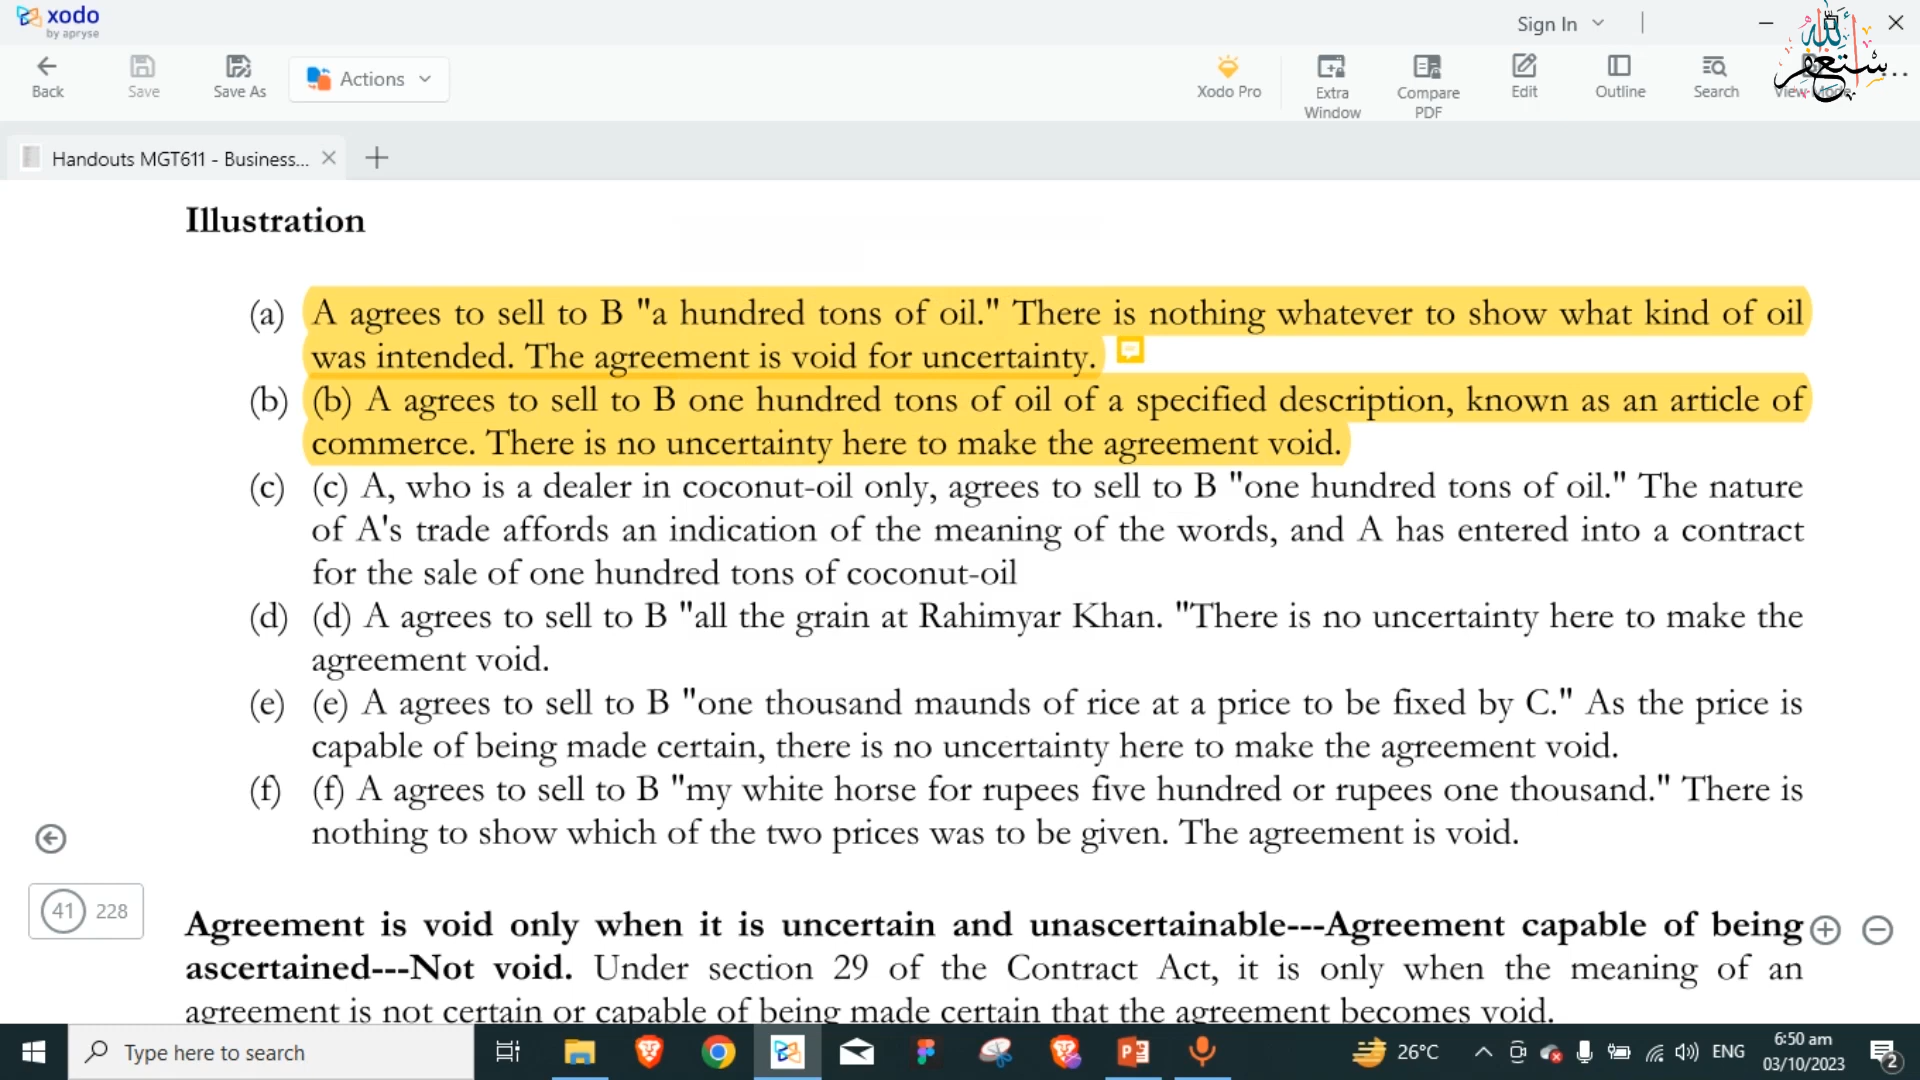 xodo
by apryse
Sign In
Back
Save
Save As
Actions
Xodo Pro
Extra Window
Compare PDF
Edit
Outline
Search
View Mode
أستغفر الله
Handouts MGT611 - Business...
Illustration
(a) A agrees to sell to B "a hundred tons of oil." There is nothing whatever to show what kind of oil
was intended. The agreement is void for uncertainty.
(b) (b) A agrees to sell to B one hundred tons of oil of a specified description, known as an article of
commerce. There is no uncertainty here to make the agreement void.
(c) (c) A, who is a dealer in coconut-oil only, agrees to sell to B "one hundred tons of oil." The nature
of A's trade affords an indication of the meaning of the words, and A has entered into a contract
for the sale of one hundred tons of coconut-oil
(d) (d) A agrees to sell to B "all the grain at Rahimyar Khan. "There is no uncertainty here to make the
agreement void.
(e) (e) A agrees to sell to B "one thousand maunds of rice at a price to be fixed by C." As the price is
capable of being made certain, there is no uncertainty here to make the agreement void.
(f) (f) A agrees to sell to B "my white horse for rupees five hundred or rupees one thousand." There is
nothing to show which of the two prices was to be given. The agreement is void.
41 228
Agreement is void only when it is uncertain and unascertainable---Agreement capable of being
ascertained---Not void. Under section 29 of the Contract Act, it is only when the meaning of an
agreement is not certain or capable of being made certain that the agreement becomes void.
Type here to search
26°C
ENG
6:50 am
03/10/2023
2